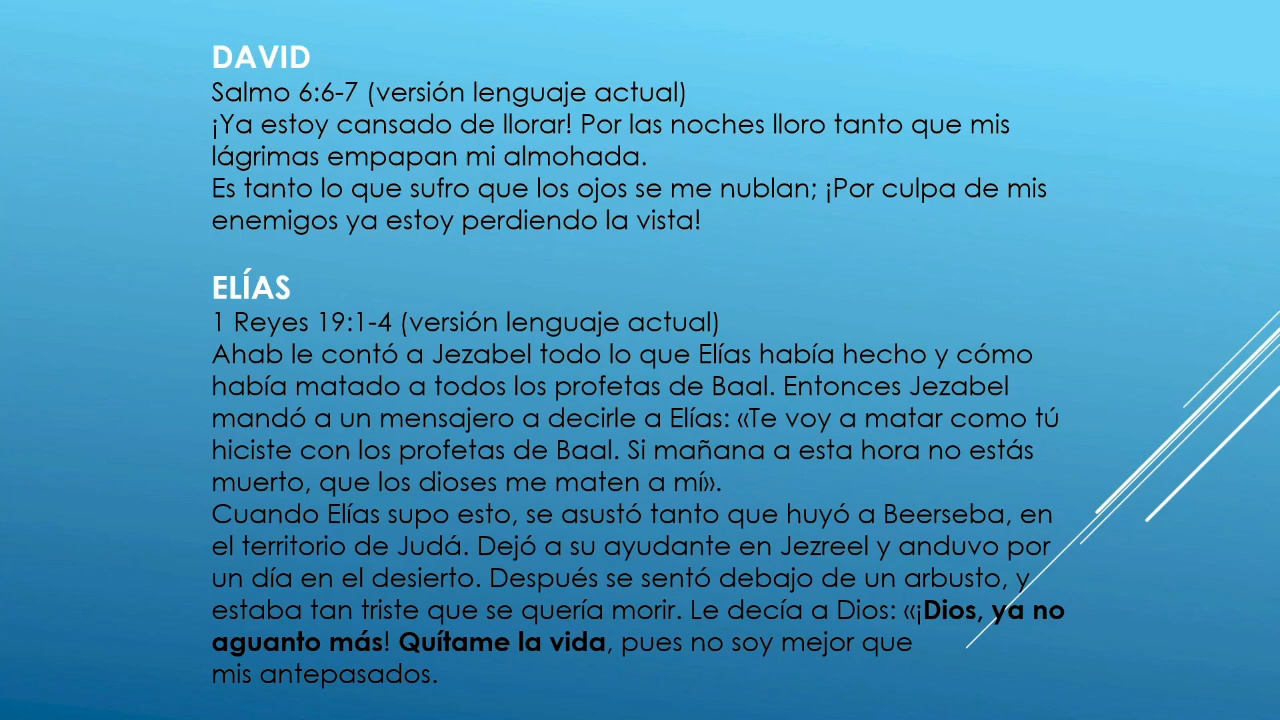 DAVID
Salmo 6:6-7 (versión lenguaje actual)
¡Ya estoy cansado de llorar! Por las noches lloro tanto que mis
lágrimas empapan mi almohada.
Es tanto lo que sufro que los ojos se me nublan; ¡Por culpa de mis
enemigos ya estoy perdiendo la vista!
ELÍAS
1 Reyes 19:1-4 (versión lenguaje actual)
Ahab le contó a Jezabel todo lo que Elías había hecho y cómo
había matado a todos los profetas de Baal. Entonces Jezabel
mandó a un mensajero a decirle a Elías: «Te voy a matar como tú
hiciste con los profetas de Baal. Si mañana a esta hora no estás
muerto, que los dioses me maten a mí».
Cuando Elías supo esto, se asustó tanto que huyó a Beerseba, en
el territorio de Judá. Dejó a su ayudante en Jezreel y anduvo por
un día en el desierto. Después se sentó debajo de un arbusto, y
estaba tan triste que se quería morir. Le decía a Dios: «¡Dios, ya no
aguanto más! Quítame la vida, pues no soy mejor que
mis antepasados.